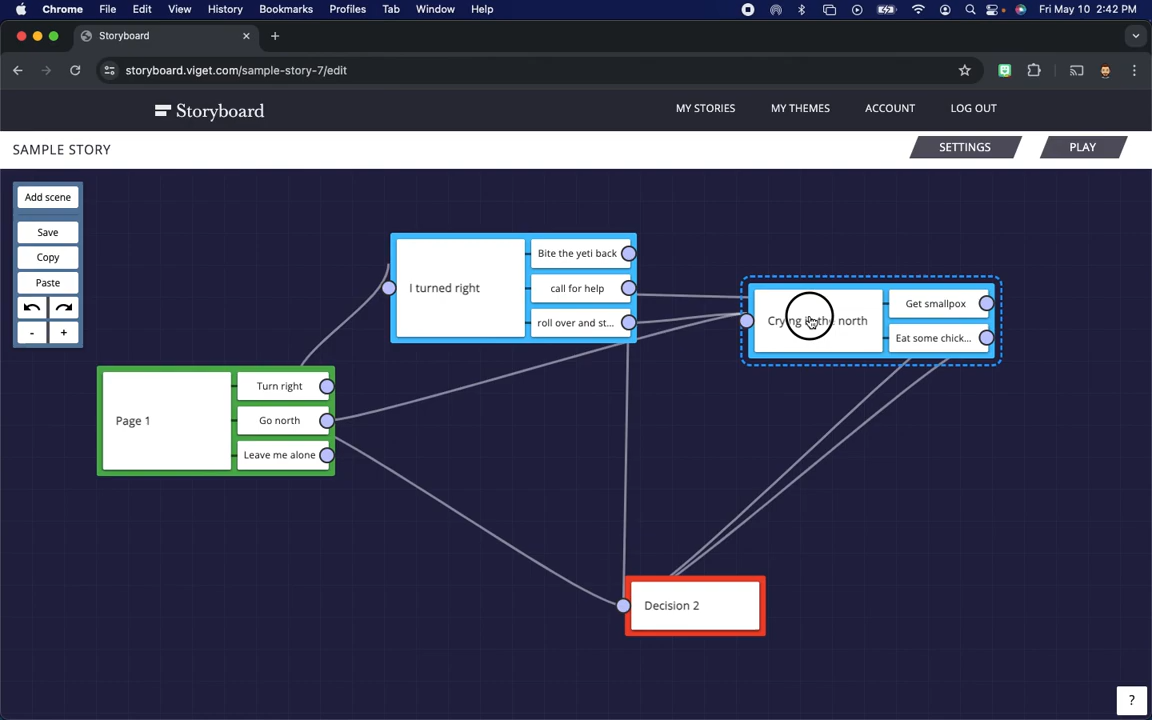 Chrome File Edit View History Bookmarks Profiles Tab Window Help Fri May 10 2:42 PM
Storyboard
storyboard.viget.com/sample-story-7/edit
Storyboard MY STORIES MY THEMES ACCOUNT LOG OUT
SAMPLE STORY SETTINGS PLAY
Add scene
Save
Copy
Paste
- +
I turned right
Bite the yeti back
call for help
roll over and st...
Crying the north
Get smallpox
Eat some chick...
Page 1
Turn right
Go north
Leave me alone
Decision 2
?